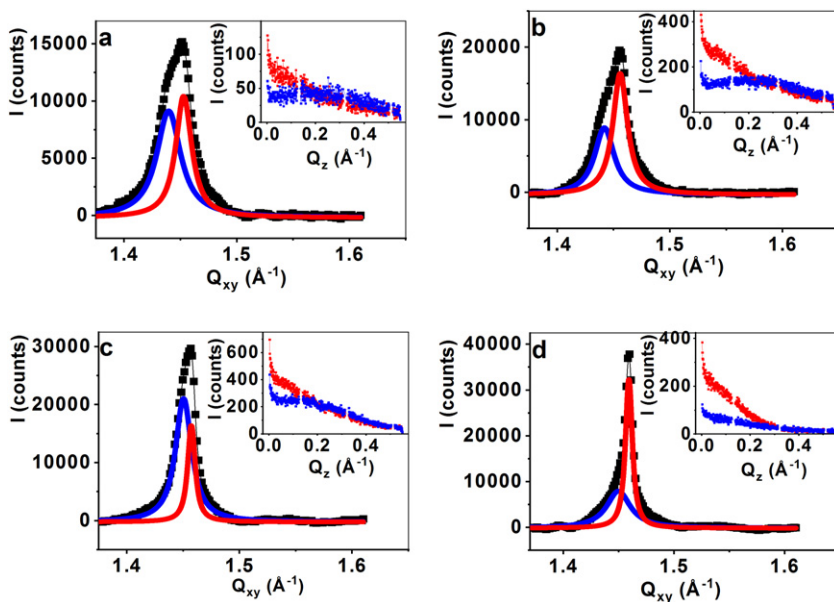 a
I (counts)
15000
10000
5000
0
1.4 1.5 1.6
Qxy (Å-1)
I (counts)
150
100
50
0
0.0 0.2 0.4
Qz (Å-1)
b
I (counts)
20000
10000
0
1.4 1.5 1.6
Qxy (Å-1)
I (counts)
400
200
0
0.0 0.2 0.4
Qz (Å-1)
c
I (counts)
30000
20000
10000
0
1.4 1.5 1.6
Qxy (Å-1)
I (counts)
600
400
200
0
0.0 0.2 0.4
Qz (Å-1)
d
I (counts)
40000
30000
20000
10000
0
1.4 1.5 1.6
Qxy (Å-1)
I (counts)
400
200
0
0.0 0.2 0.4
Qz (Å-1)